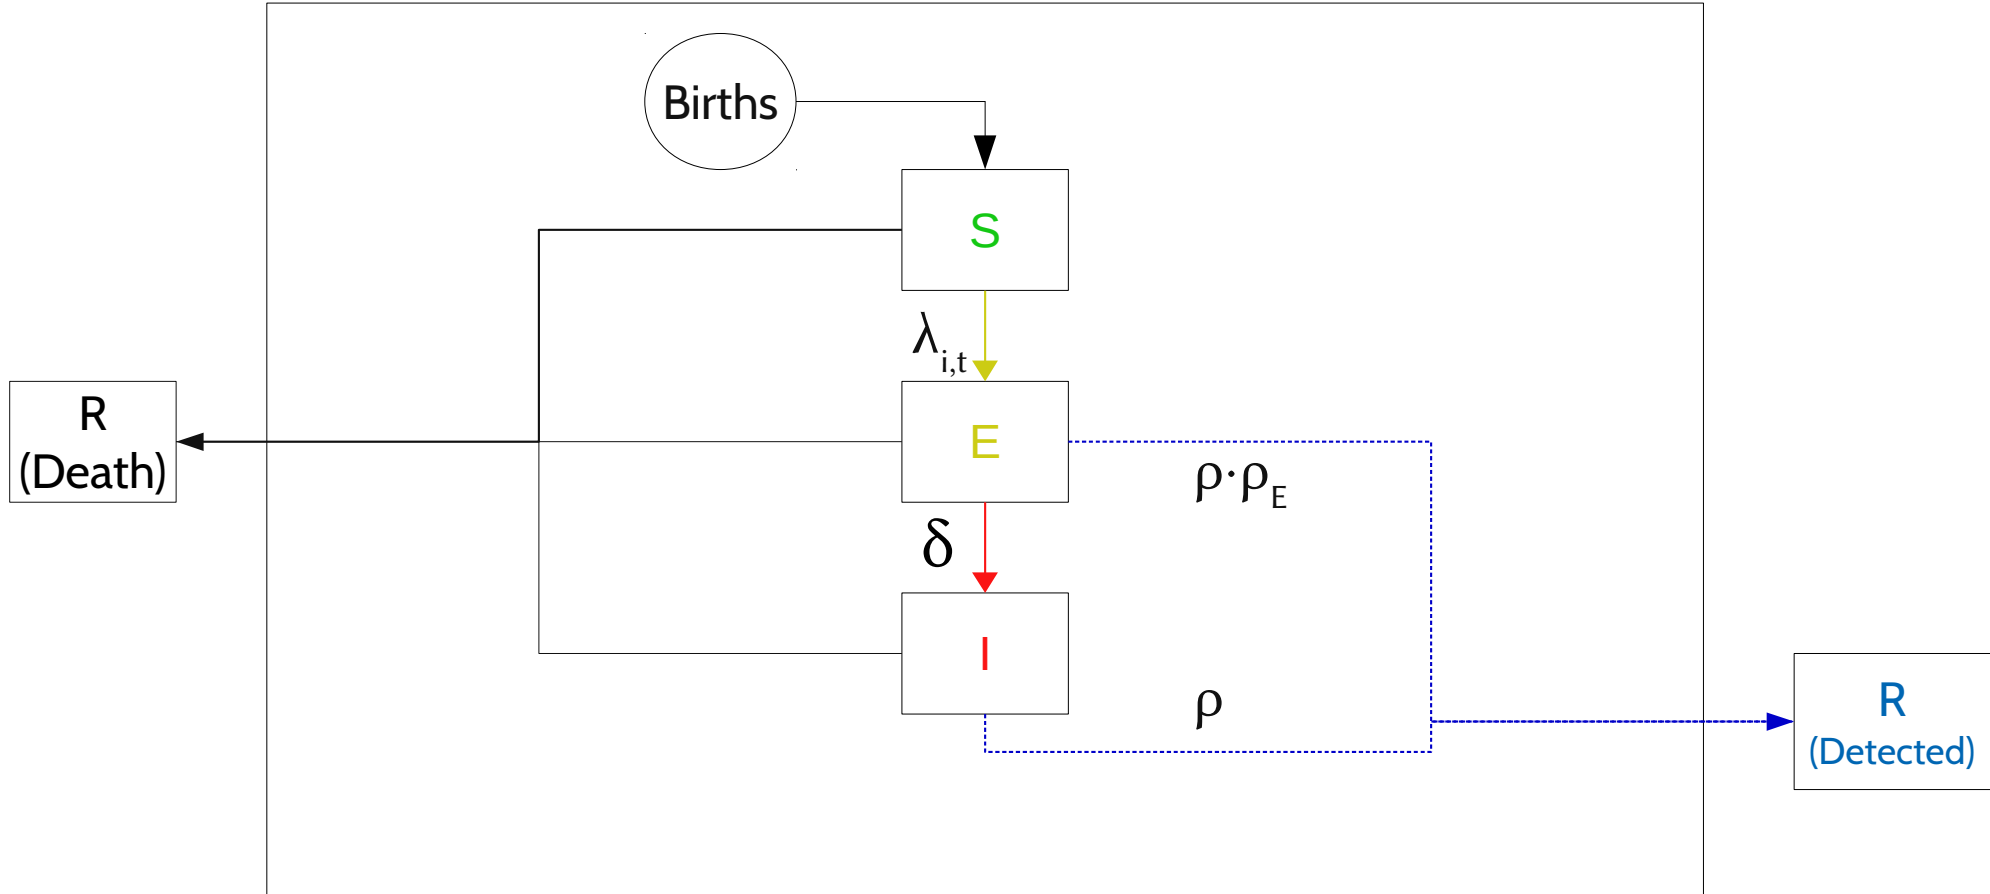 Births
S
λi,t
R
(Death)
E
ρ·ρE
δ
I
ρ
R
(Detected)